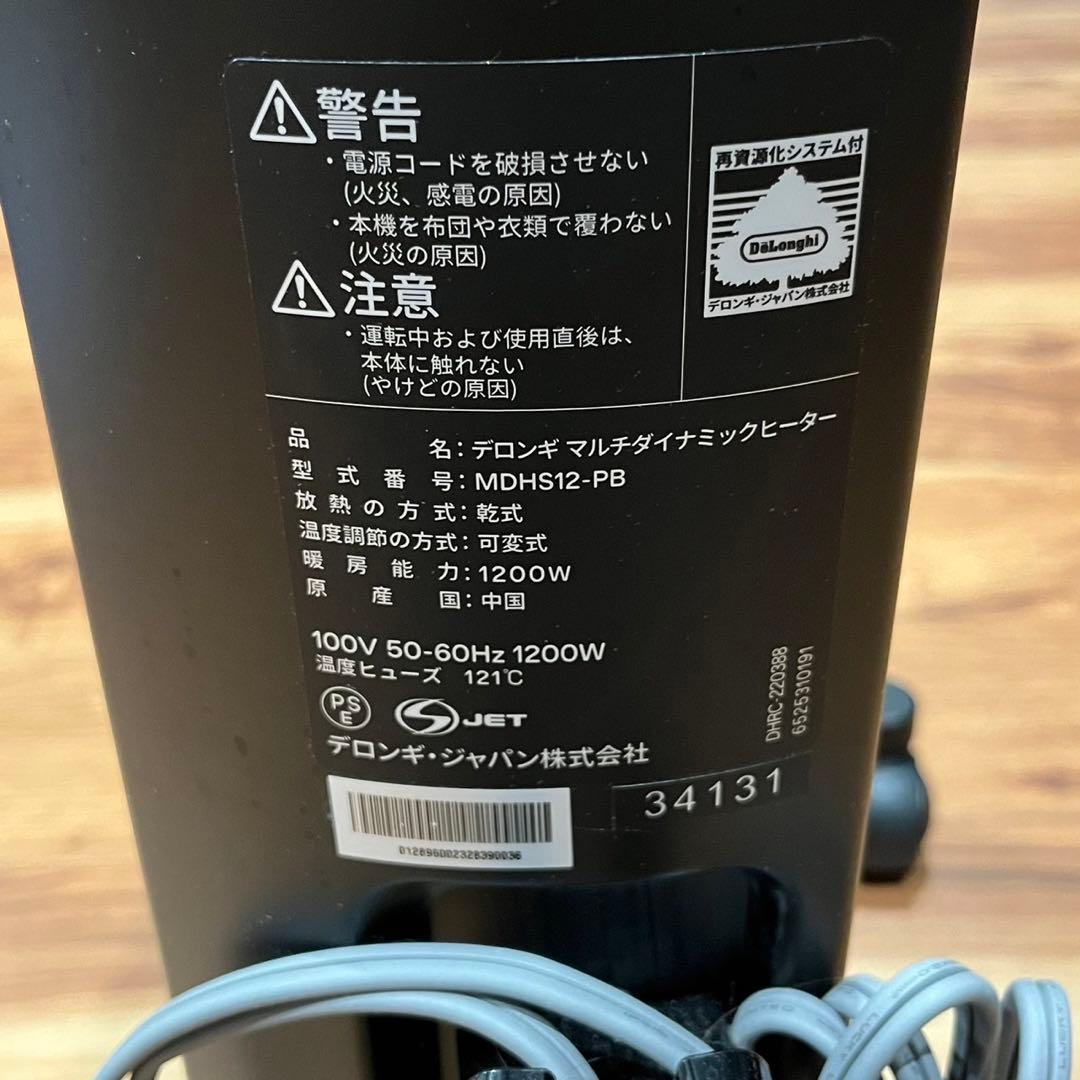 警告
・電源コードを破損させない
(火災、感電の原因)
・本機を布団や衣類で覆わない
(火災の原因)
注意
・運転中および使用直後は、
本体に触れない
(やけどの原因)
再資源化システム付
DeLonghi
デロンギ・ジャパン株式会社
品名:デロンギ マルチダイナミックヒーター
型式番号:MDHS12-PB
放熱の方式:乾式
温度調節の方式:可変式
暖房能力:1200W
原産国:中国
100V 50-60Hz 1200W
温度ヒューズ 121℃
PS
E
S JET
デロンギ・ジャパン株式会社
DHRC-220388
6525310191
34131